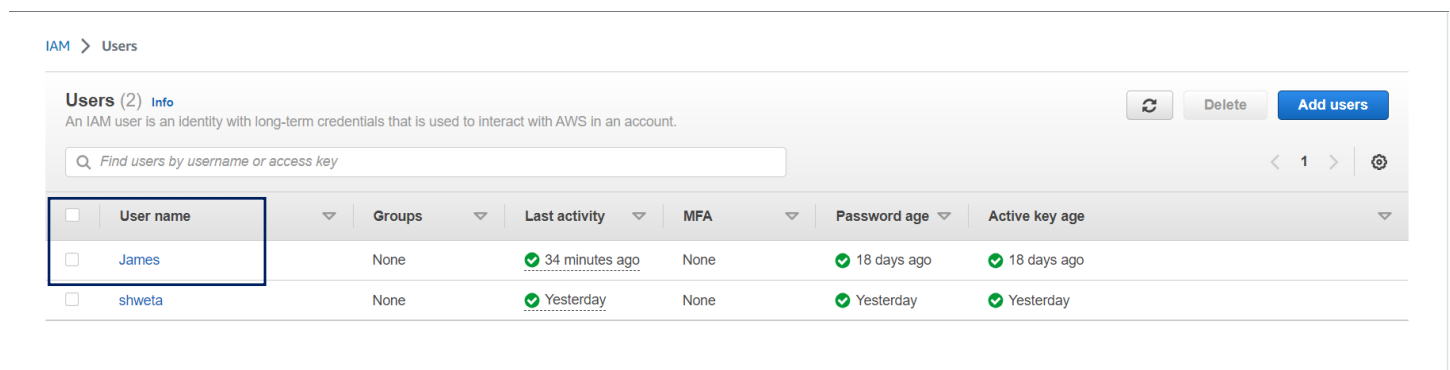 IAM > Users
Users (2) Info
Delete
Add users
An IAM user is an identity with long-term credentials that is used to interact with AWS in an account.
Find users by username or access key
< 1 >
User name Groups Last activity MFA Password age Active key age
James None 34 minutes ago None 18 days ago 18 days ago
shweta None Yesterday None Yesterday Yesterday